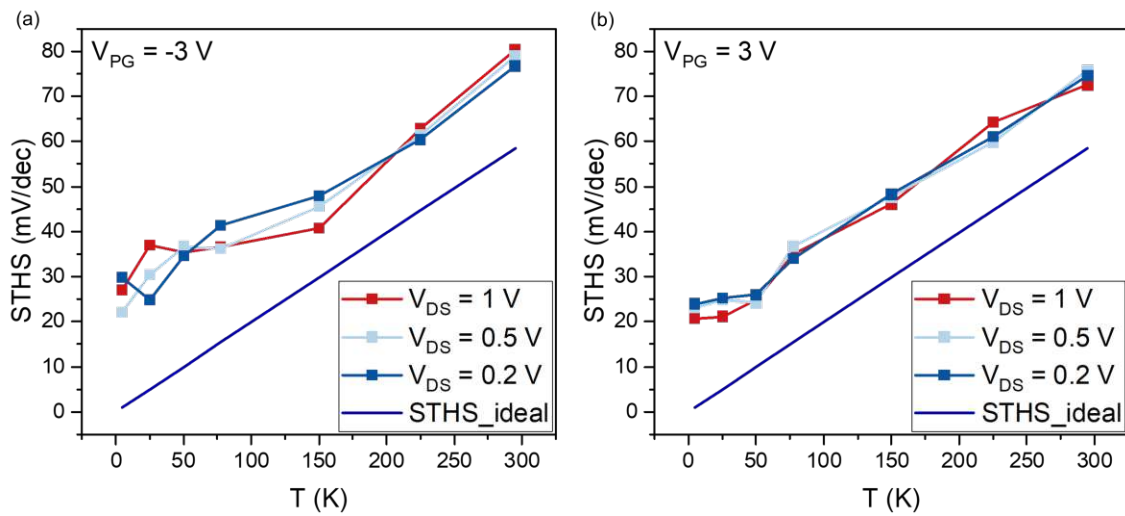 (a)
V_PG = -3 V
STHS (mV/dec)
80
70
60
50
40
30
20
10
0
V_DS = 1 V
V_DS = 0.5 V
V_DS = 0.2 V
STHS_ideal
0 50 100 150 200 250 300
T (K)
(b)
V_PG = 3 V
STHS (mV/dec)
80
70
60
50
40
30
20
10
0
V_DS = 1 V
V_DS = 0.5 V
V_DS = 0.2 V
STHS_ideal
0 50 100 150 200 250 300
T (K)